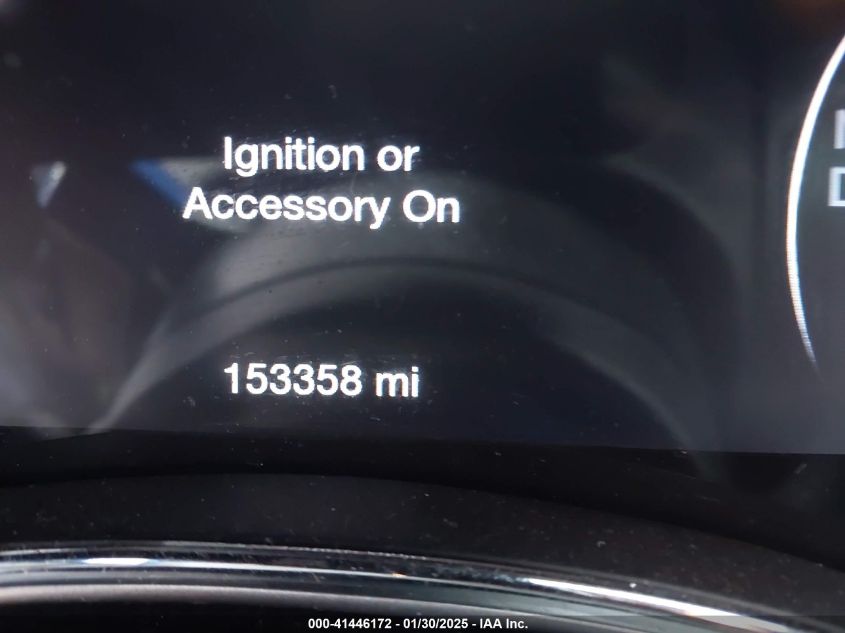 Ignition or
Accessory On
153358 mi
000-41446172 - 01/30/2025 - IAA Inc.